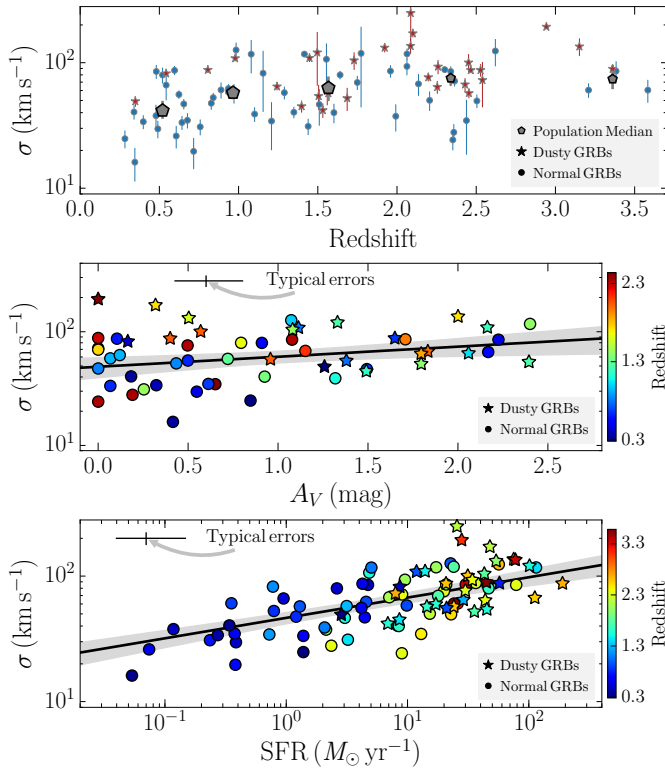 10²
10¹
σ (km s⁻¹)
Population Median
Dusty GRBs
Normal GRBs
0.0 0.5 1.0 1.5 2.0 2.5 3.0 3.5
Redshift
10²
10¹
σ (km s⁻¹)
Typical errors
Dusty GRBs
Normal GRBs
0.0 0.5 1.0 1.5 2.0 2.5
A_V (mag)
2.3
1.3
0.3
Redshift
10²
10¹
σ (km s⁻¹)
Typical errors
Dusty GRBs
Normal GRBs
10⁻¹ 10⁰ 10¹ 10²
SFR (M⊙ yr⁻¹)
3.3
2.3
1.3
0.3
Redshift